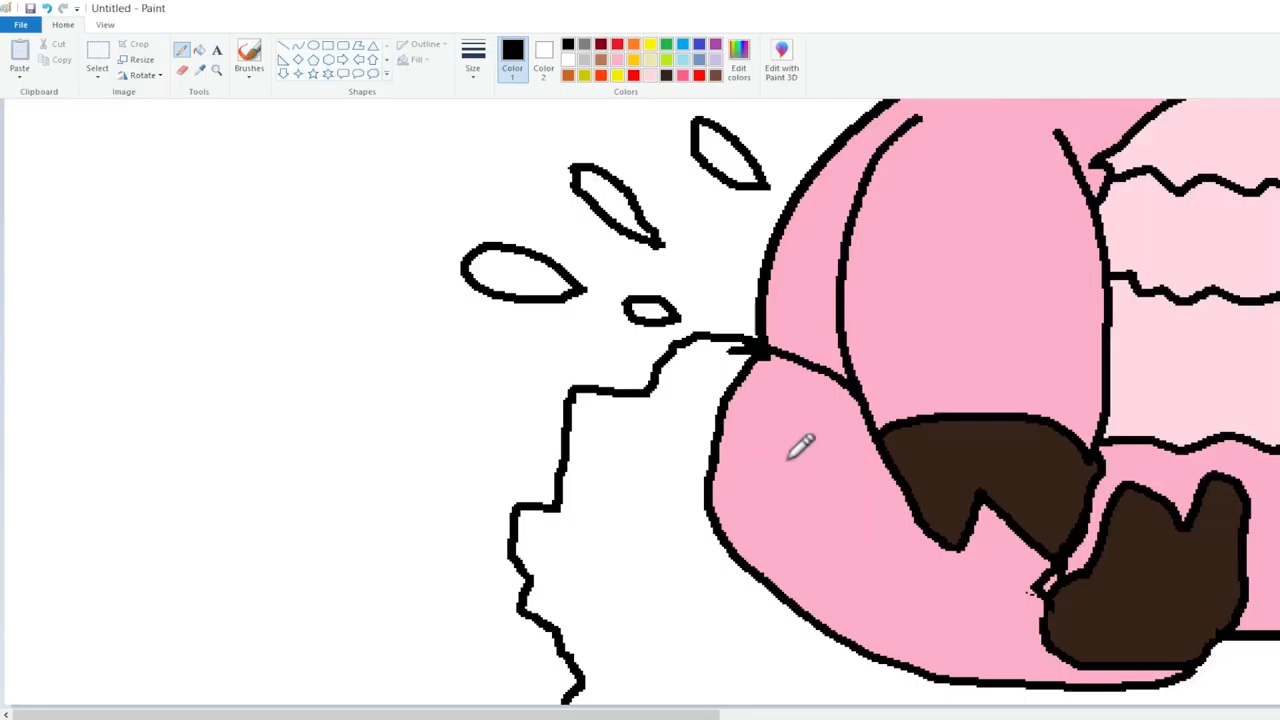 Untitled - Paint
File Home View
Paste Cut Copy Clipboard
Select Crop Resize Rotate Image
A Tools
Brushes
Outline Fill Shapes
Size
Color 1
Color 2
Edit colors
Colors
Edit with Paint 3D